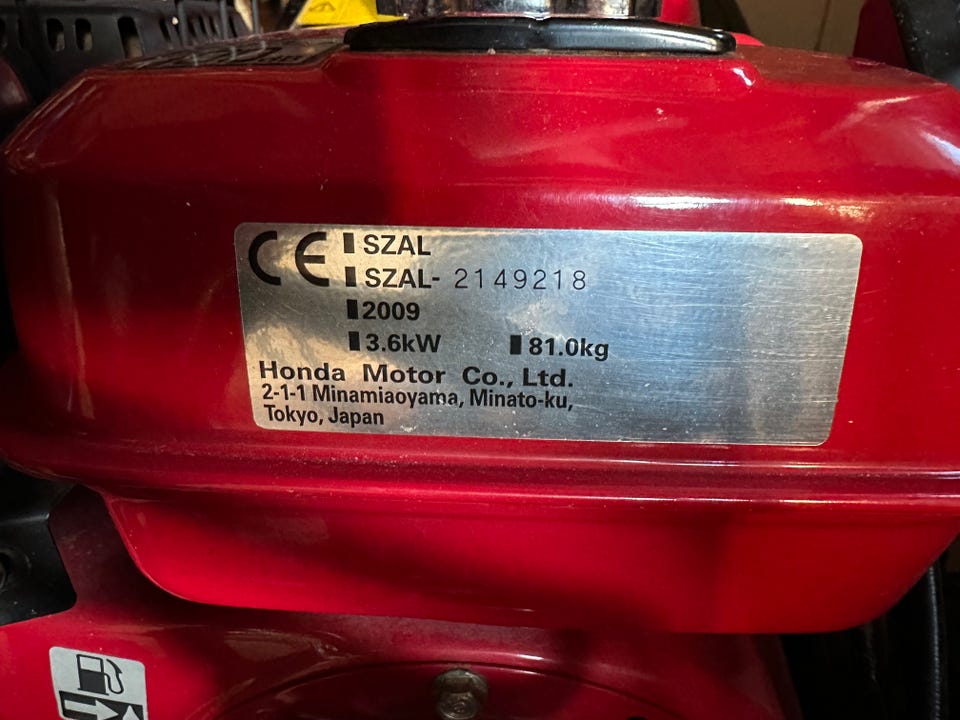 CE SZAL
SZAL- 2149218
2009
3.6kW 81.0kg
Honda Motor Co., Ltd.
2-1-1 Minamiaoyama, Minato-ku,
Tokyo, Japan